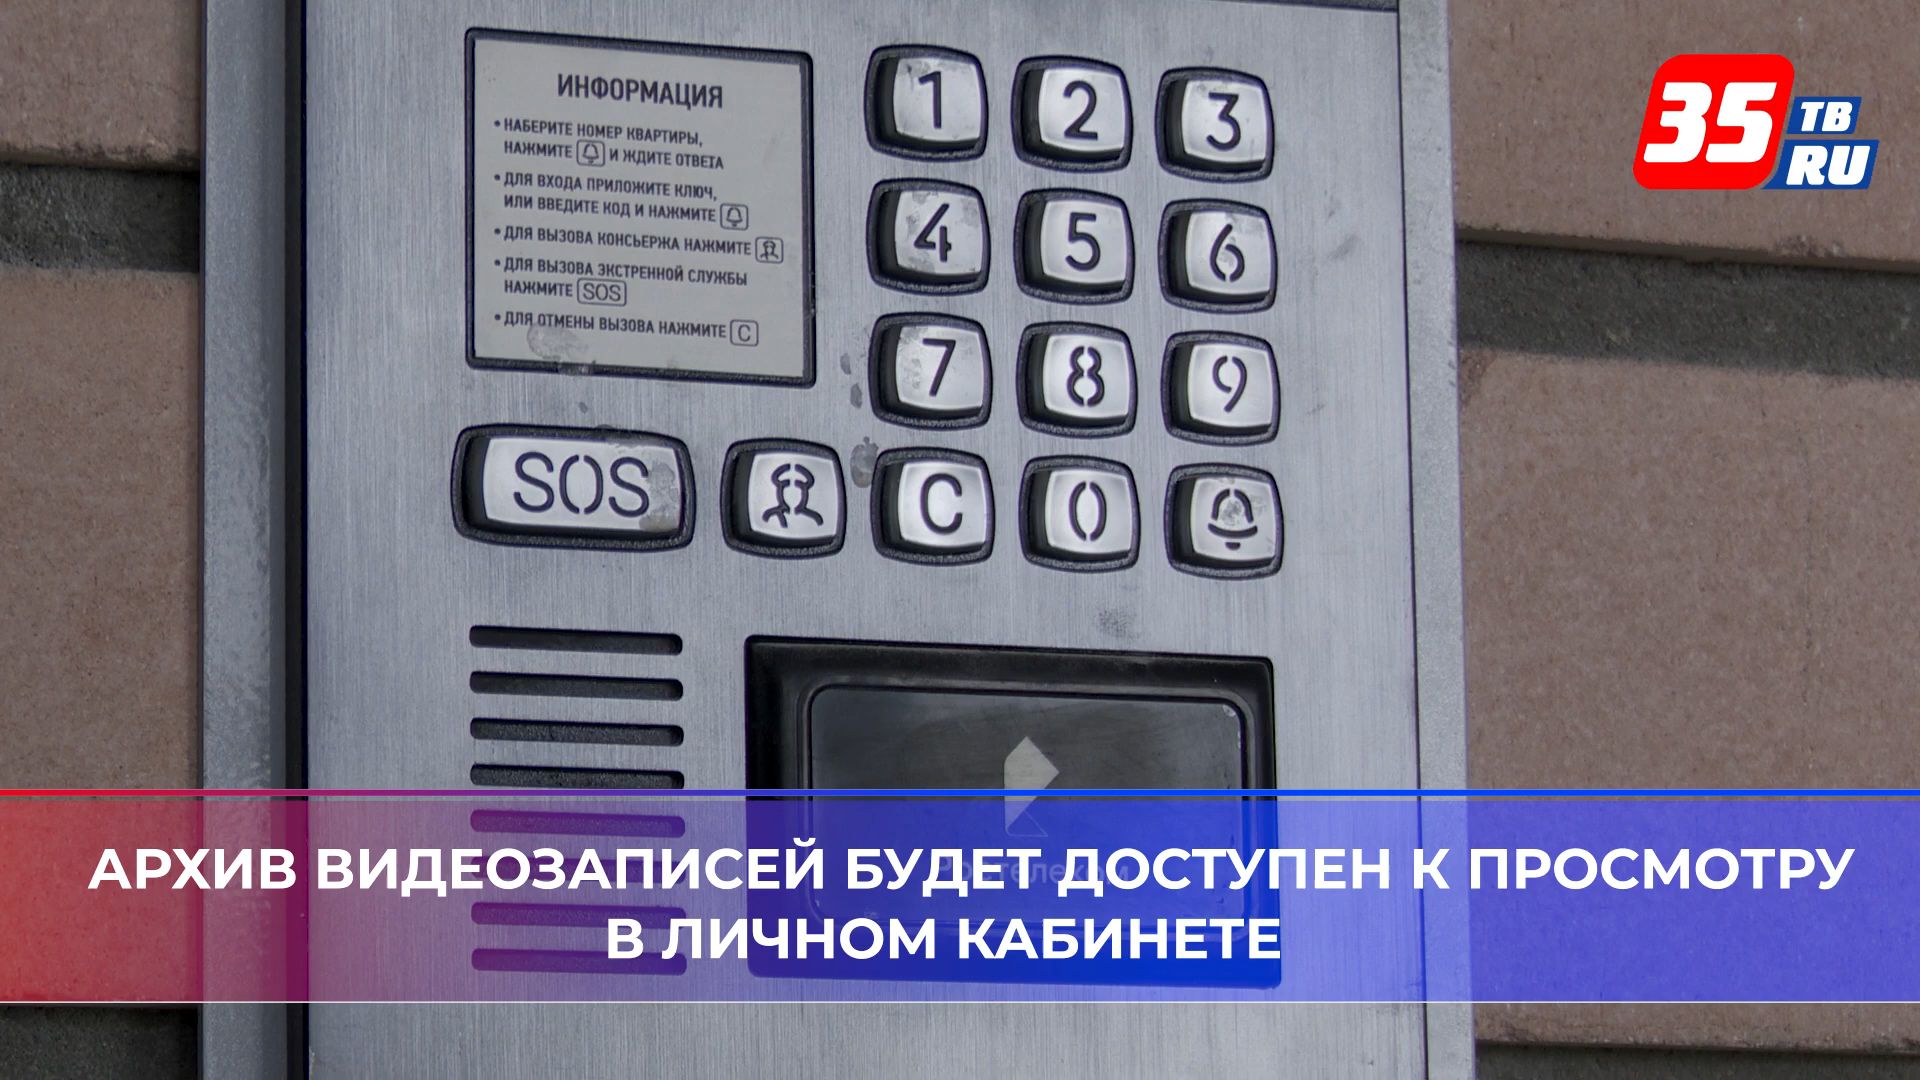 ИНФОРМАЦИЯ
• НАБЕРИТЕ НОМЕР КВАРТИРЫ,
НАЖМИТЕ И ЖДИТЕ ОТВЕТА
• ДЛЯ ВХОДА ПРИЛОЖИТЕ КЛЮЧ,
ИЛИ ВВЕДИТЕ КОД И НАЖМИТЕ
• ДЛЯ ВЫЗОВА КОНСЬЕРЖА НАЖМИТЕ
• ДЛЯ ВЫЗОВА ЭКСТРЕННОЙ СЛУЖБЫ
НАЖМИТЕ SOS
• ДЛЯ ОТМЕНЫ ВЫЗОВА НАЖМИТЕ C
1 2 3
4 5 6
7 8 9
SOS C 0
35 ТВ
RU
Ростелеком
АРХИВ ВИДЕОЗАПИСЕЙ БУДЕТ ДОСТУПЕН К ПРОСМОТРУ
В ЛИЧНОМ КАБИНЕТЕ